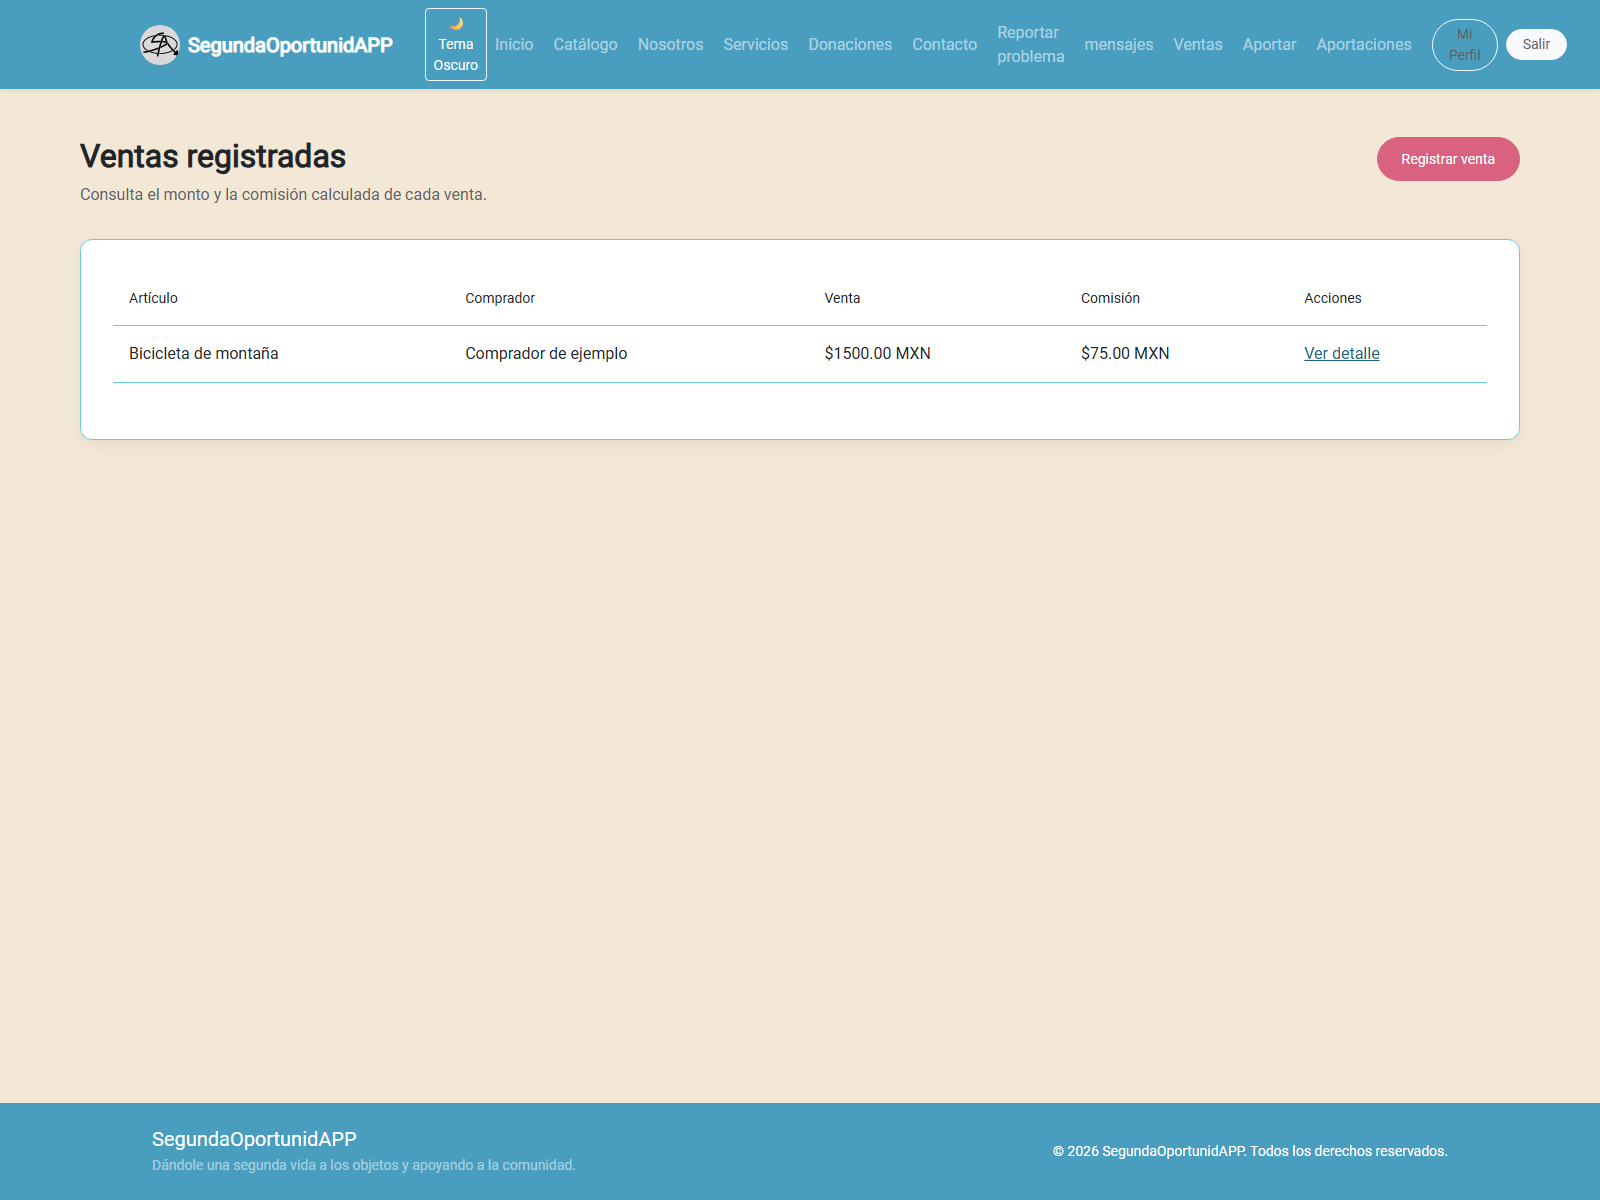 SegundaOportunidAPP
🌙
Tema
Oscuro
Inicio
Catálogo
Nosotros
Servicios
Donaciones
Contacto
Reportar
problema
mensajes
Ventas
Aportar
Aportaciones
Mi
Perfil
Salir
Ventas registradas
Consulta el monto y la comisión calculada de cada venta.
Registrar venta
Artículo Comprador Venta Comisión Acciones
Bicicleta de montaña Comprador de ejemplo $1500.00 MXN $75.00 MXN Ver detalle
SegundaOportunidAPP
Dándole una segunda vida a los objetos y apoyando a la comunidad.
© 2026 SegundaOportunidAPP. Todos los derechos reservados.